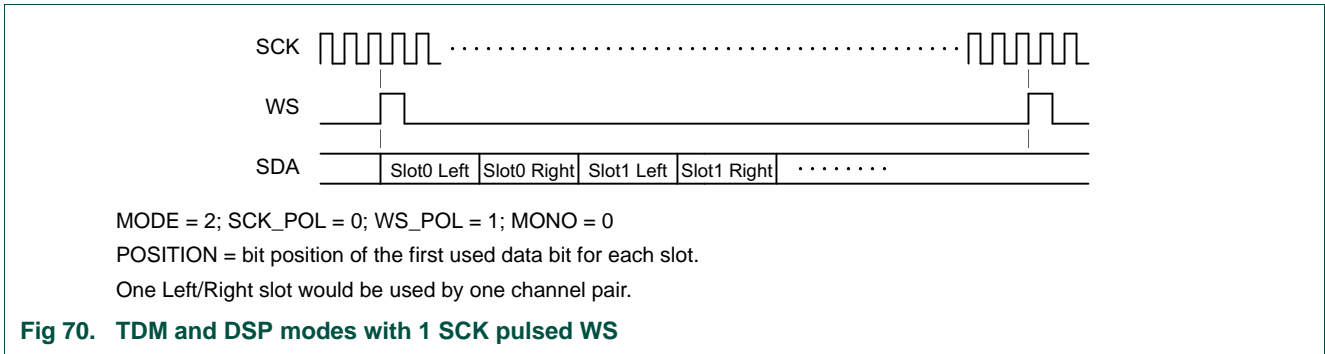 SCK
WS
SDA Slot0 Left Slot0 Right Slot1 Left Slot1 Right ········
MODE = 2; SCK_POL = 0; WS_POL = 1; MONO = 0
POSITION = bit position of the first used data bit for each slot.
One Left/Right slot would be used by one channel pair.
Fig 70. TDM and DSP modes with 1 SCK pulsed WS